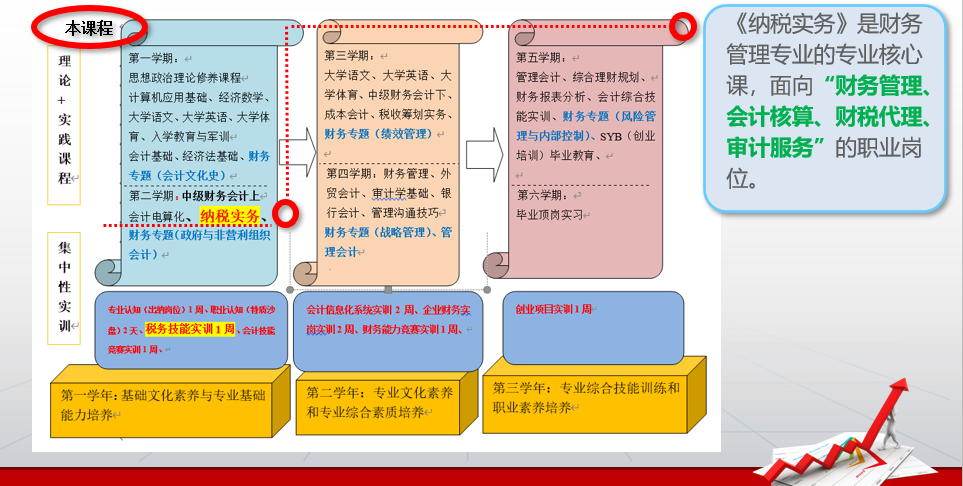 本课程
理论+实践课程
第一学期：
思想政治理论修养课程
计算机应用基础、经济数学、
大学语文、大学英语、大学体
育、入学教育与军训
会计基础、经济法基础、财务
专题（会计文化史）
第二学期：中级财务会计上
会计电算化、纳税实务、
财务专题（政府与非营利组织
会计）
第三学期：
大学语文、大学英语、大
学体育、中级财务会计下、
成本会计、税收筹划实务、
财务专题（绩效管理）
第四学期：财务管理、外
贸会计、审计学基础、银
行会计、管理沟通技巧
财务专题（战略管理）、管
理会计
第五学期：
管理会计、综合理财规划、
财务报表分析、会计综合技
能实训、财务专题（风险管
理与内部控制）、SYB（创业
培训）毕业教育、
第六学期：
毕业顶岗实习
《纳税实务》是财务
管理专业的专业核心
课，面向“财务管理、
会计核算、财税代理、
审计服务”的职业岗
位。
集中性实训
专业认知（出纳岗位）1周、职业认知（特质沙
盘）2天、税务技能实训1周、会计技能
竞赛实训1周、
会计信息化系统实训 2 周、企业财务实
岗实训2周、财务能力竞赛实训1周、
创业项目实训1周
第一学年：基础文化素养与专业基础
能力培养
第二学年：专业文化素养
和专业综合素质培养
第三学年：专业综合技能训练和
职业素养培养